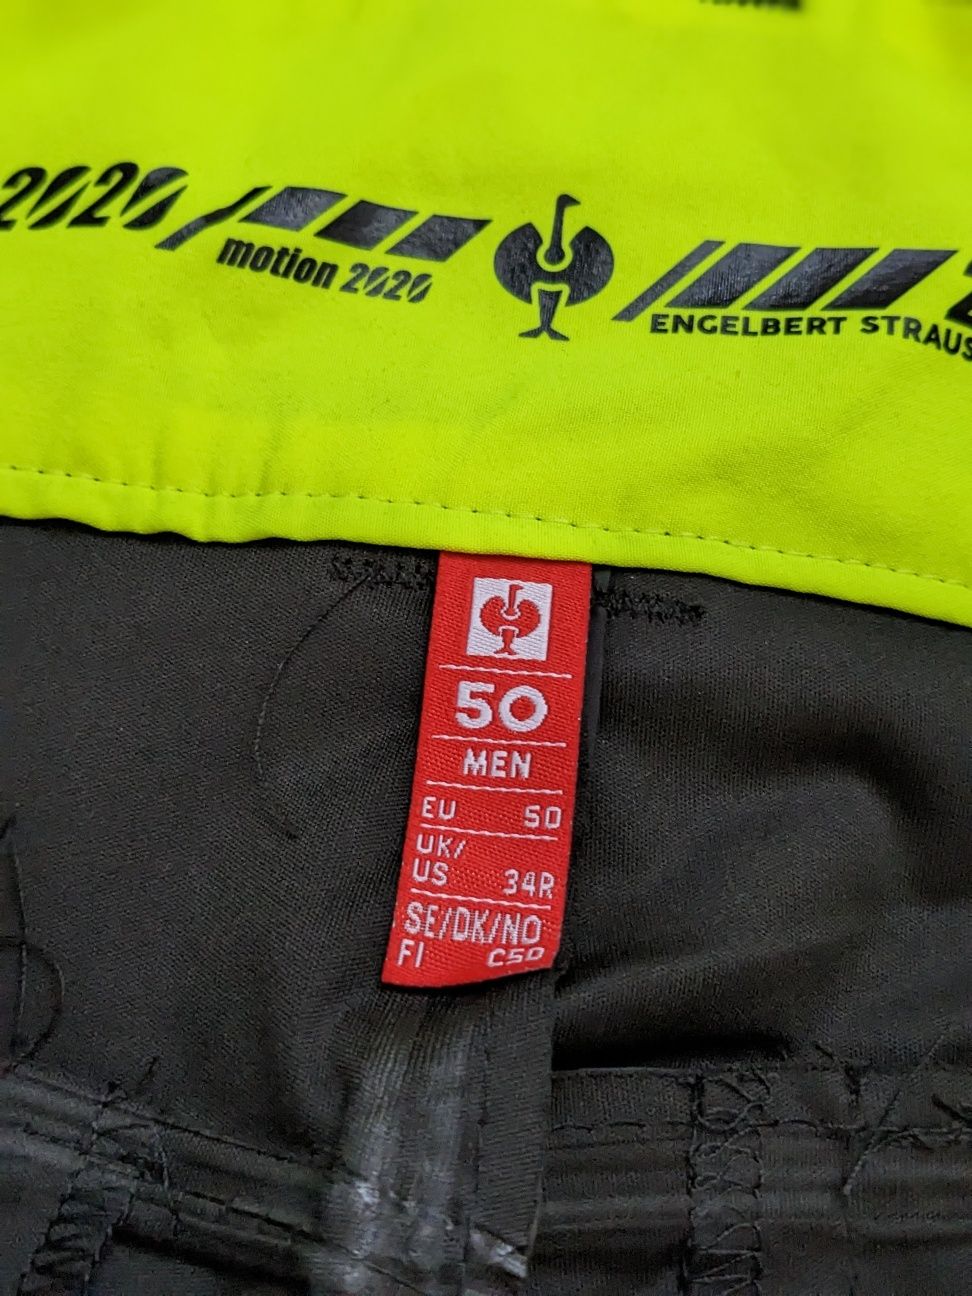 2020
motion 2020
ENGELBERT STRAUS
50
MEN
EU 50
UK/
US 34R
SE/DK/NO
FI C50